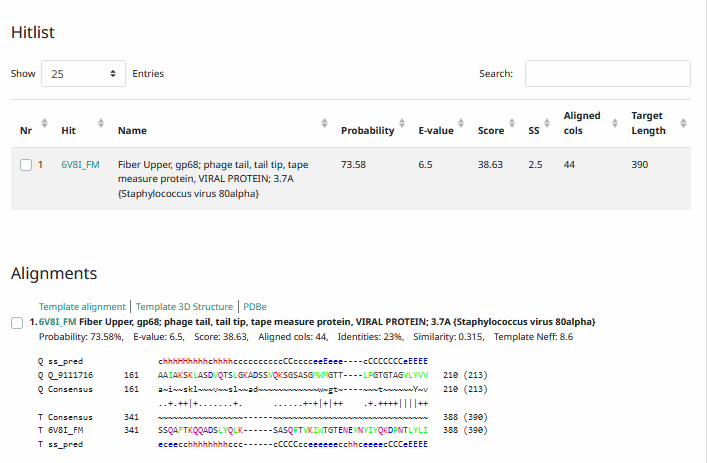 Hitlist
Show 25 Entries Search:
Nr Hit Name Probability E-value Score SS Aligned cols Target Length
1 6V8I_FM Fiber Upper, gp68; phage tail, tail tip, tape 73.58 6.5 38.63 2.5 44 390
measure protein, VIRAL PROTEIN; 3.7A
{Staphylococcus virus 80alpha}
Alignments
Template alignment | Template 3D Structure | PDBe
1. 6V8I_FM Fiber Upper, gp68; phage tail, tail tip, tape measure protein, VIRAL PROTEIN; 3.7A {Staphylococcus virus 80alpha}
Probability: 73.58%, E-value: 6.5, Score: 38.63, Aligned cols: 44, Identities: 23%, Similarity: 0.315, Template Neff: 8.6
Q ss_pred chhhHHhhhhchhhhccccccccccCCcccceeEeee----cCCCCCCCeEEEE
Q Q_9111716 161 AAIAKSKLASDVQTSLGKADSSVQKSGSASGMWMGTT----LPGTGTAGVLYVV 210 (213)
Q Consensus 161 a~i~~skl~~~v~~sl~~ad~~~~~~~~~~~~~w~gt~----~~~~t~~~~~~Y~v 210 (213)
..+.++|+.......+. ......+--+|+|++ .+.++++||||++
T Consensus 341 ~~~~~~~~~~~~~~~~~------~~~~~~~~~~~~~~~~~~~~~~~~~~~~~~~~ 388 (390)
T 6V8I_FM 341 SSQAFTKQQADSLYQLK------SASQPTVKIWTGTENEYNYIYQKDPNTLYLI 388 (390)
T ss_pred eceecchhhhhhhhccc------cCCCCccceeeeeecchhceeeecCCCeEEEE